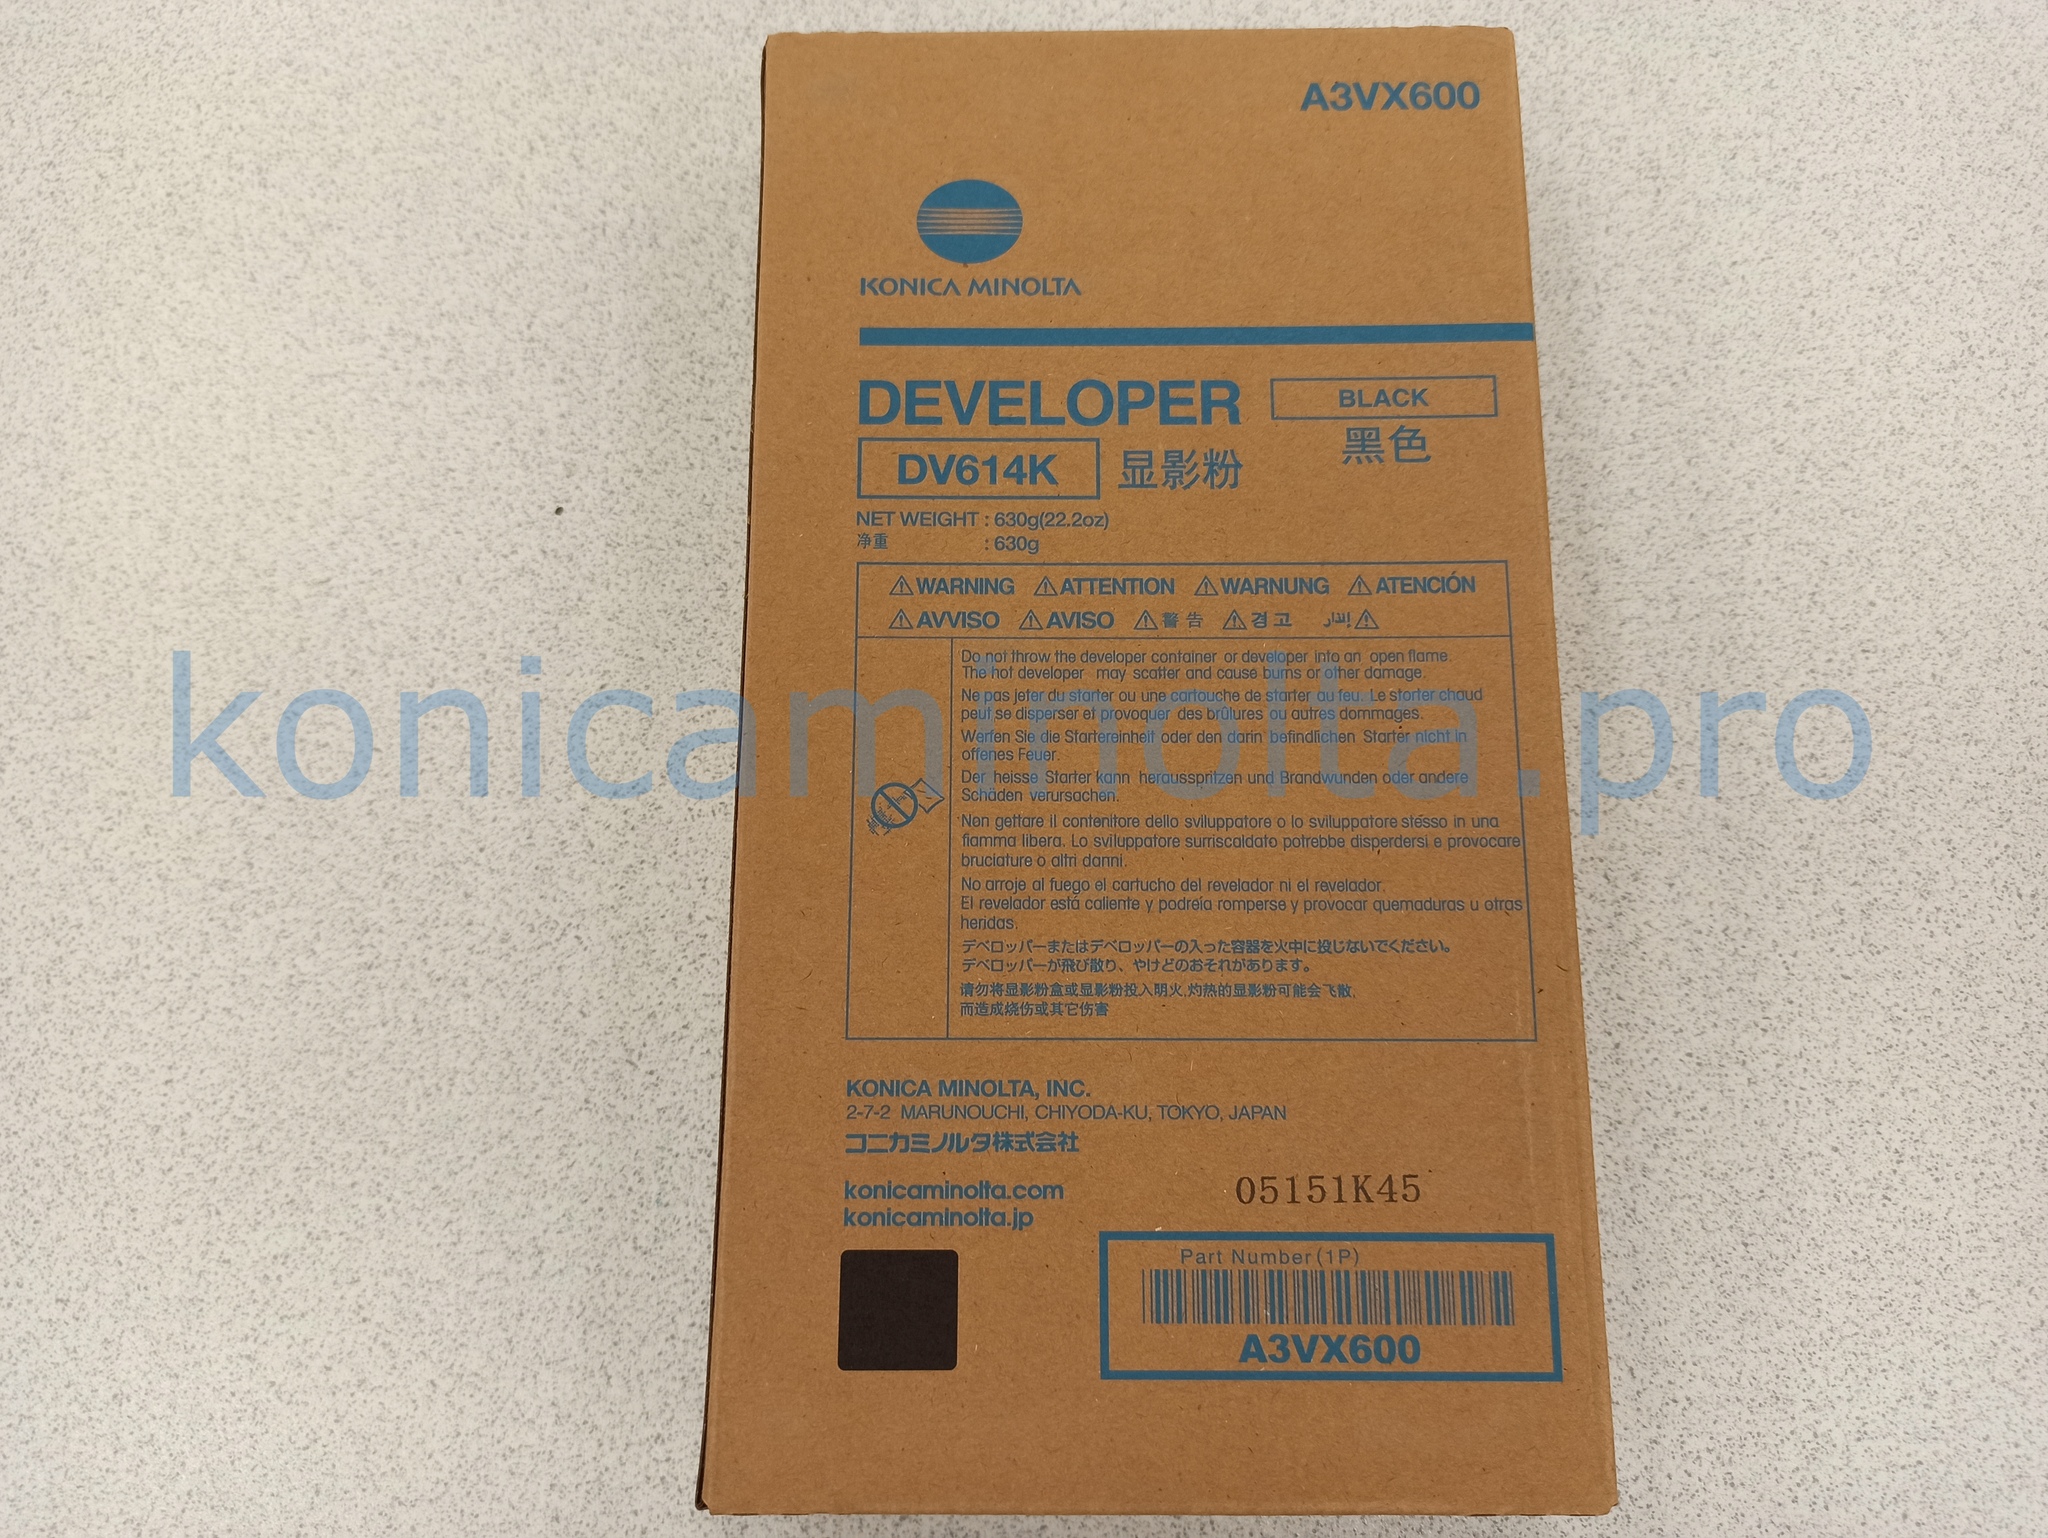 A3VX600
KONICA MINOLTA
DEVELOPER
BLACK
黑色
DV614K 显影粉
NET WEIGHT : 630g(22.2oz)
净重 : 630g
⚠WARNING ⚠ATTENTION ⚠WARNUNG ⚠ATENCIÓN
⚠AVVISO ⚠AVISO ⚠警告 ⚠경고 إنذار⚠
Do not throw the developer container or developer into an open flame.
The hot developer may scatter and cause burns or other damage.
Ne pas jeter du starter ou une cartouche de starter au feu. Le starter chaud
peut se disperser et provoquer des brûlures ou autres dommages.
Werfen Sie die Startereinheit oder den darin befindlichen Starter nicht in
offenes Feuer.
Der heisse Starter kann herausspritzen und Brandwunden oder andere
Schäden verursachen.
Non gettare il contenitore dello sviluppatore o lo sviluppatore stesso in una
fiamma libera. Lo sviluppatore surriscaldato potrebbe disperdersi e provocare
bruciature o altri danni.
No arroje al fuego el cartucho del revelador ni el revelador.
El revelador está caliente y podreía romperse y provocar quemaduras u otras
heridas.
デベロッパーまたはデベロッパーの入った容器を火中に投じないでください。
デベロッパーが飛び散り、やけどのおそれがあります。
请勿将显影粉盒或显影粉投入明火,灼热的显影粉可能会飞散,
而造成烧伤或其它伤害
konicaminolta.pro
KONICA MINOLTA, INC.
2-7-2 MARUNOUCHI, CHIYODA-KU, TOKYO, JAPAN
コニカミノルタ株式会社
konicaminolta.com
konicaminolta.jp
05151K45
Part Number(1P)
A3VX600